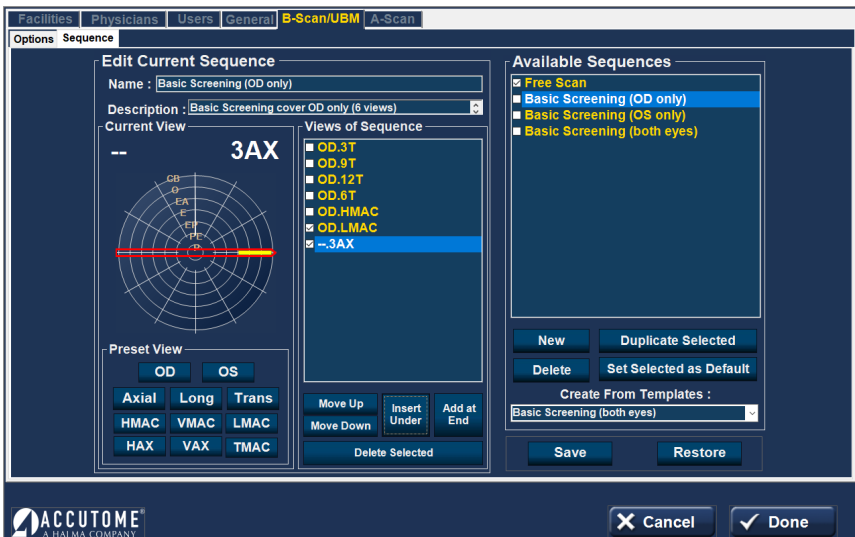 Facilities Physicians Users General B-Scan/UBM A-Scan
Options Sequence
Edit Current Sequence
Name : Basic Screening (OD only)
Description : Basic Screening cover OD only (6 views)
Current View
-- 3AX
CB
O
EA
E
EP
PE
P
Preset View
OD OS
Axial Long Trans
HMAC VMAC LMAC
HAX VAX TMAC
Views of Sequence
OD.3T
OD.9T
OD.12T
OD.6T
OD.HMAC
OD.LMAC
--.3AX
Move Up
Move Down
Insert
Under
Add at
End
Delete Selected
Available Sequences
Free Scan
Basic Screening (OD only)
Basic Screening (OS only)
Basic Screening (both eyes)
New Duplicate Selected
Delete Set Selected as Default
Create From Templates :
Basic Screening (both eyes)
Save Restore
ACCUTOME®
A HALMA COMPANY
Cancel Done